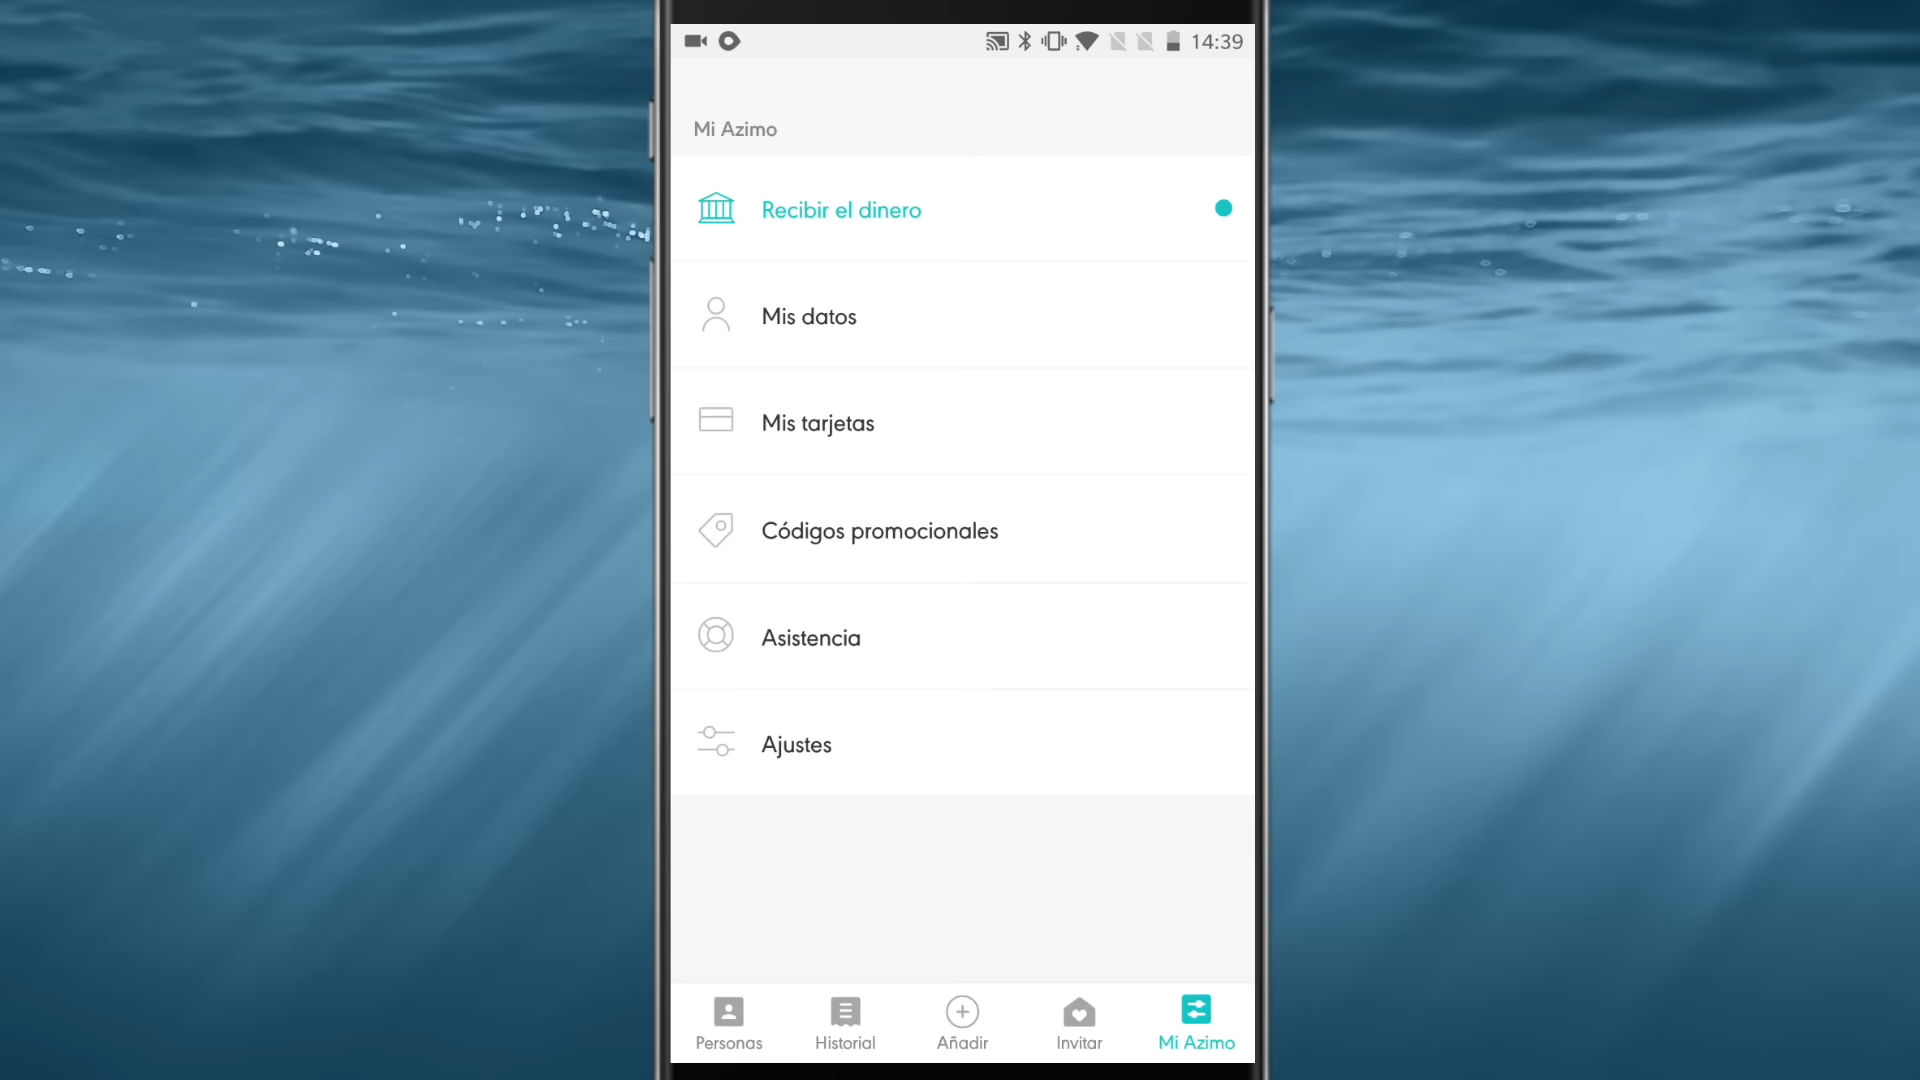 14:39
Mi Azimo
Recibir el dinero
Mis datos
Mis tarjetas
Códigos promocionales
Asistencia
Ajustes
Personas
Historial
Añadir
Invitar
Mi Azimo